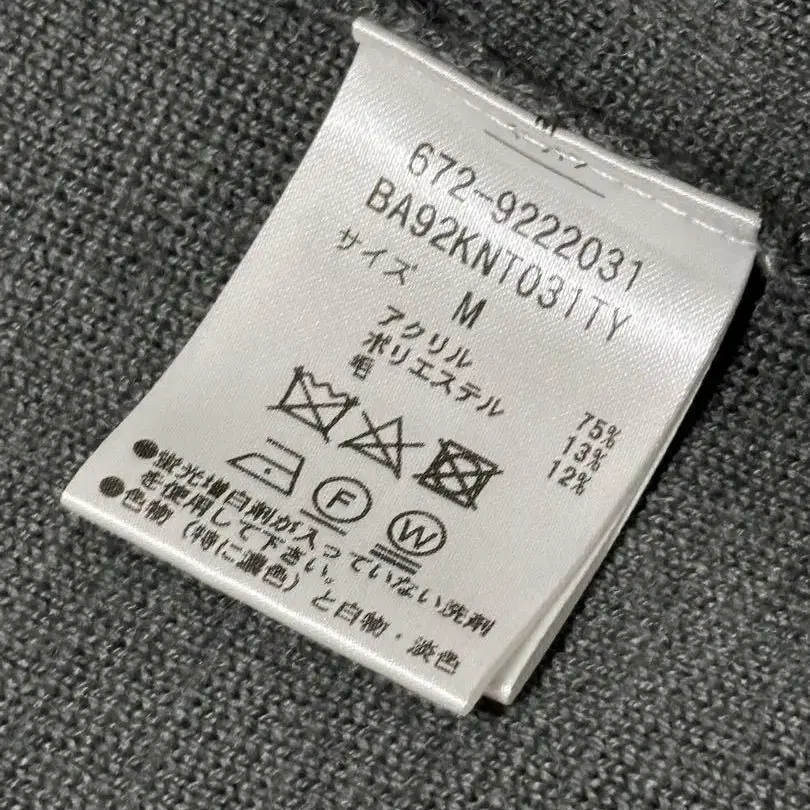 672-9222031
BA92KNT031TY
サイズ M
アクリル 75%
ポリエステル 13%
毛 12%
F
W
●蛍光増白剤が入っていない洗剤
を使用して下さい。
●色物（特に濃色）と白物・淡色